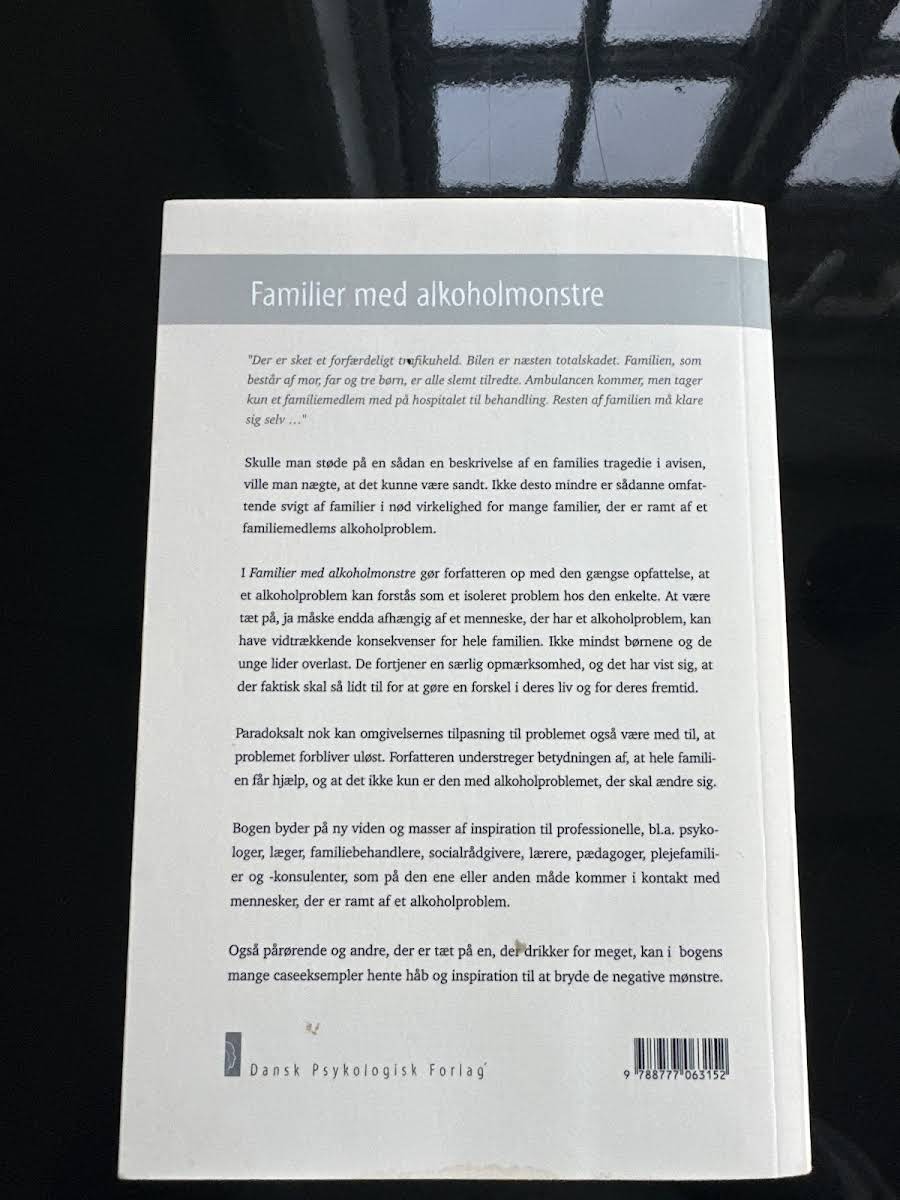 Familier med alkoholmonstre
"Der er sket et forfærdeligt trafikuheld. Bilen er næsten totalskadet. Familien, som
består af mor, far og tre børn, er alle slemt tilredte. Ambulancen kommer, men tager
kun et familiemedlem med på hospitalet til behandling. Resten af familien må klare
sig selv ..."
Skulle man støde på en sådan en beskrivelse af en families tragedie i avisen,
ville man nægte, at det kunne være sandt. Ikke desto mindre er sådanne omfat-
tende svigt af familier i nød virkelighed for mange familier, der er ramt af et
familiemedlems alkoholproblem.
I Familier med alkoholmonstre gør forfatteren op med den gængse opfattelse, at
et alkoholproblem kan forstås som et isoleret problem hos den enkelte. At være
tæt på, ja måske endda afhængig af et menneske, der har et alkoholproblem, kan
have vidtrækkende konsekvenser for hele familien. Ikke mindst børnene og de
unge lider overlast. De fortjener en særlig opmærksomhed, og det har vist sig, at
der faktisk skal så lidt til for at gøre en forskel i deres liv og for deres fremtid.
Paradoksalt nok kan omgivelsernes tilpasning til problemet også være med til, at
problemet forbliver uløst. Forfatteren understreger betydningen af, at hele famili-
en får hjælp, og at det ikke kun er den med alkoholproblemet, der skal ændre sig.
Bogen byder på ny viden og masser af inspiration til professionelle, bl.a. psyko-
loger, læger, familiebehandlere, socialrådgivere, lærere, pædagoger, plejefamili-
er og -konsulenter, som på den ene eller anden måde kommer i kontakt med
mennesker, der er ramt af et alkoholproblem.
Også pårørende og andre, der er tæt på en, der drikker for meget, kan i bogens
mange caseeksempler hente håb og inspiration til at bryde de negative mønstre.
Dansk Psykologisk Forlag
9 788777 063152